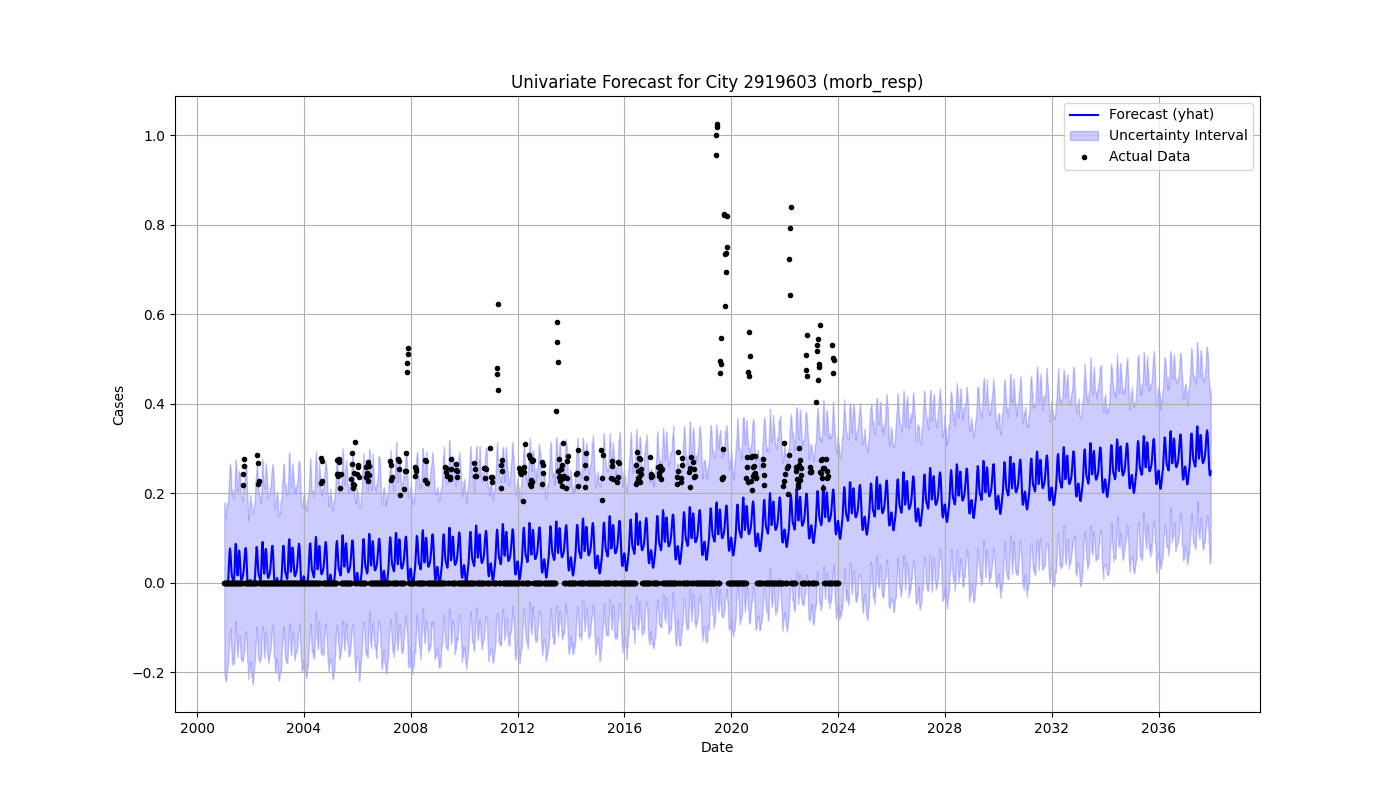 Univariate Forecast for City 2919603 (morb_resp)
Forecast (yhat)
Uncertainty Interval
Actual Data
Cases
1.0
0.8
0.6
0.4
0.2
0.0
−0.2
2000 2004 2008 2012 2016 2020 2024 2028 2032 2036
Date